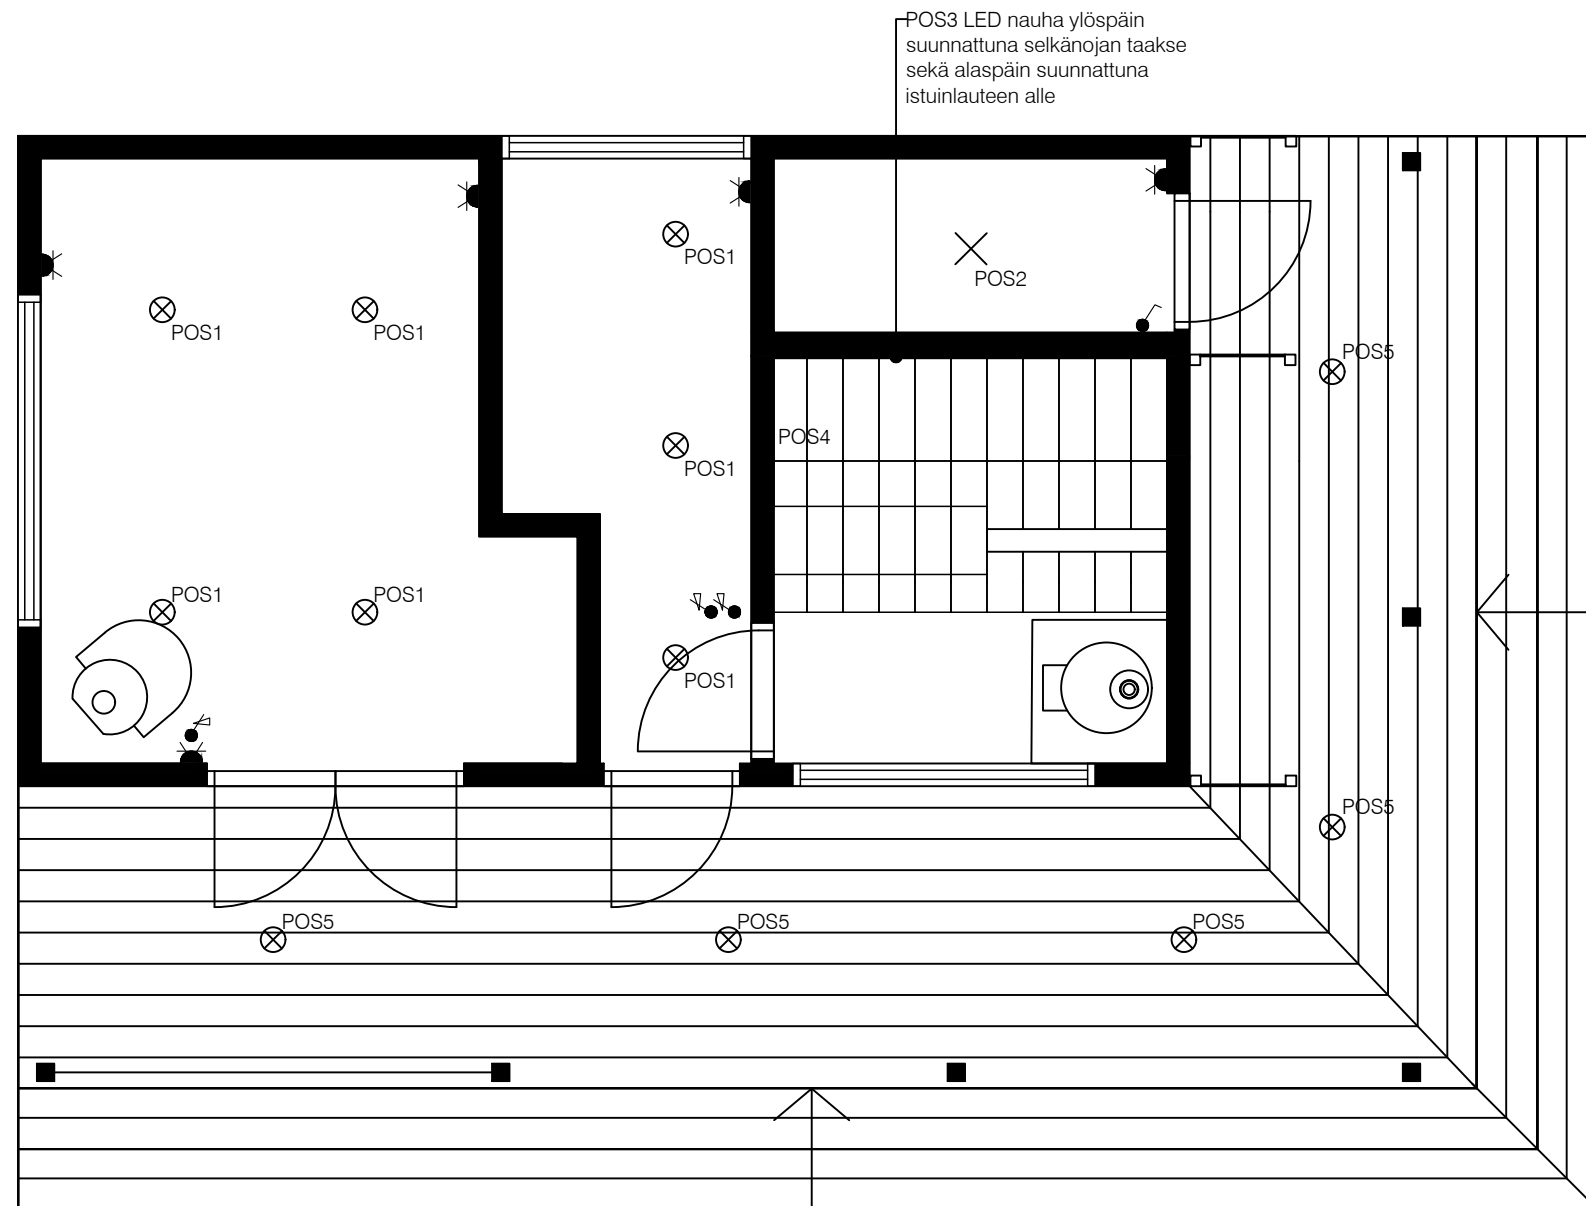 POS3 LED nauha ylöspäin
suunnattuna selkänojan taakse
sekä alaspäin suunnattuna
istuinlauteen alle
POS1
POS2
POS1
POS1
POS5
POS4
POS1
POS1
POS1
POS1
POS5
POS5
POS5
POS5